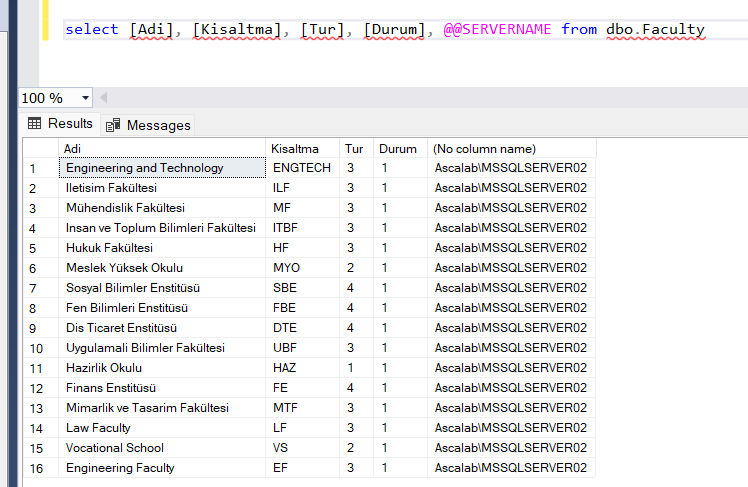 select [Adi], [Kisaltma], [Tur], [Durum], @@SERVERNAME from dbo.Faculty
100 %
Results Messages
Adi Kisaltma Tur Durum (No column name)
1 Engineering and Technology ENGTECH 3 1 Ascalab\MSSQLSERVER02
2 Iletisim Fakültesi ILF 3 1 Ascalab\MSSQLSERVER02
3 Mühendislik Fakültesi MF 3 1 Ascalab\MSSQLSERVER02
4 Insan ve Toplum Bilimleri Fakültesi ITBF 3 1 Ascalab\MSSQLSERVER02
5 Hukuk Fakültesi HF 3 1 Ascalab\MSSQLSERVER02
6 Meslek Yüksek Okulu MYO 2 1 Ascalab\MSSQLSERVER02
7 Sosyal Bilimler Enstitüsü SBE 4 1 Ascalab\MSSQLSERVER02
8 Fen Bilimleri Enstitüsü FBE 4 1 Ascalab\MSSQLSERVER02
9 Dis Ticaret Enstitüsü DTE 4 1 Ascalab\MSSQLSERVER02
10 Uygulamali Bilimler Fakültesi UBF 3 1 Ascalab\MSSQLSERVER02
11 Hazirlik Okulu HAZ 1 1 Ascalab\MSSQLSERVER02
12 Finans Enstitüsü FE 4 1 Ascalab\MSSQLSERVER02
13 Mimarlik ve Tasarim Fakültesi MTF 3 1 Ascalab\MSSQLSERVER02
14 Law Faculty LF 3 1 Ascalab\MSSQLSERVER02
15 Vocational School VS 2 1 Ascalab\MSSQLSERVER02
16 Engineering Faculty EF 3 1 Ascalab\MSSQLSERVER02